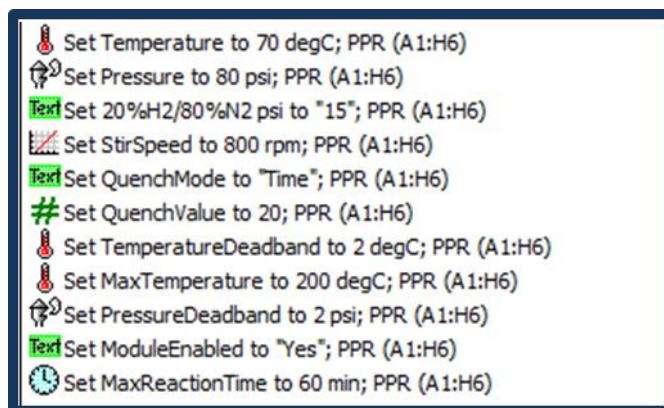 Set Temperature to 70 degC; PPR (A1:H6)
Set Pressure to 80 psi; PPR (A1:H6)
Text Set 20%H2/80%N2 psi to "15"; PPR (A1:H6)
Set StirSpeed to 800 rpm; PPR (A1:H6)
Text Set QuenchMode to "Time"; PPR (A1:H6)
# Set QuenchValue to 20; PPR (A1:H6)
Set TemperatureDeadband to 2 degC; PPR (A1:H6)
Set MaxTemperature to 200 degC; PPR (A1:H6)
Set PressureDeadband to 2 psi; PPR (A1:H6)
Text Set ModuleEnabled to "Yes"; PPR (A1:H6)
Set MaxReactionTime to 60 min; PPR (A1:H6)